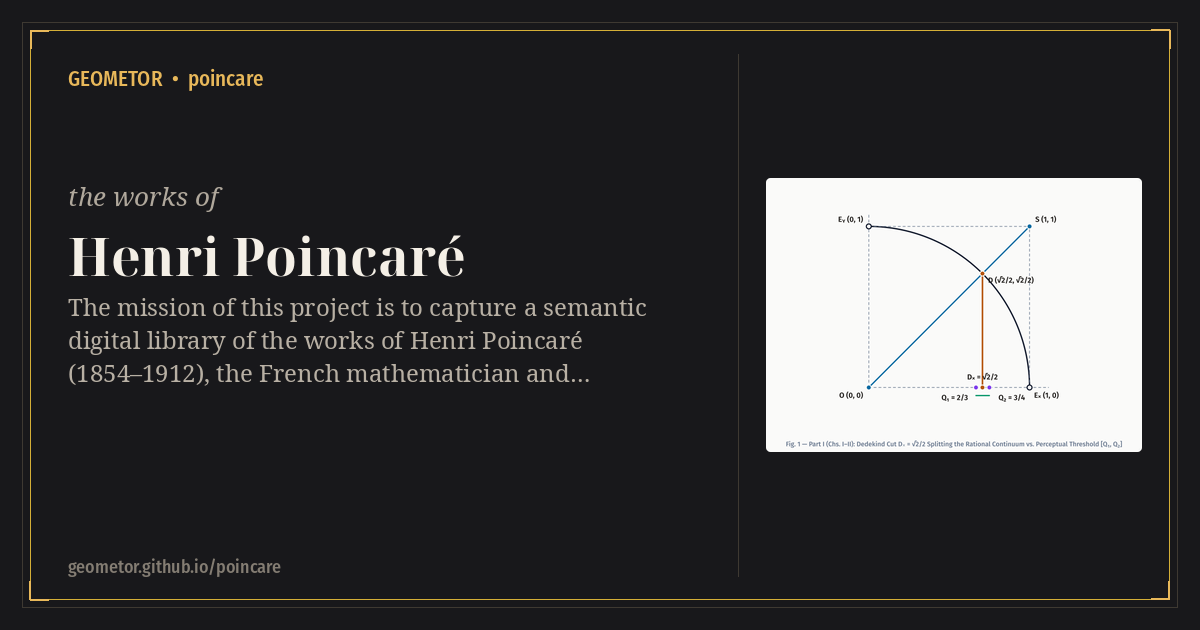 GEOMETOR • poincare
the works of
Henri Poincaré
The mission of this project is to capture a semantic
digital library of the works of Henri Poincaré
(1854–1912), the French mathematician and...
geometor.github.io/poincare
Eᵧ (0, 1)
S (1, 1)
D (√2/2, √2/2)
Dₓ = √2/2
O (0, 0)
Q₁ = 2/3
Q₂ = 3/4
Eₓ (1, 0)
Fig. 1 — Part I (Chs. I–II): Dedekind Cut Dₓ = √2/2 Splitting the Rational Continuum vs. Perceptual Threshold [Q₁, Q₂]